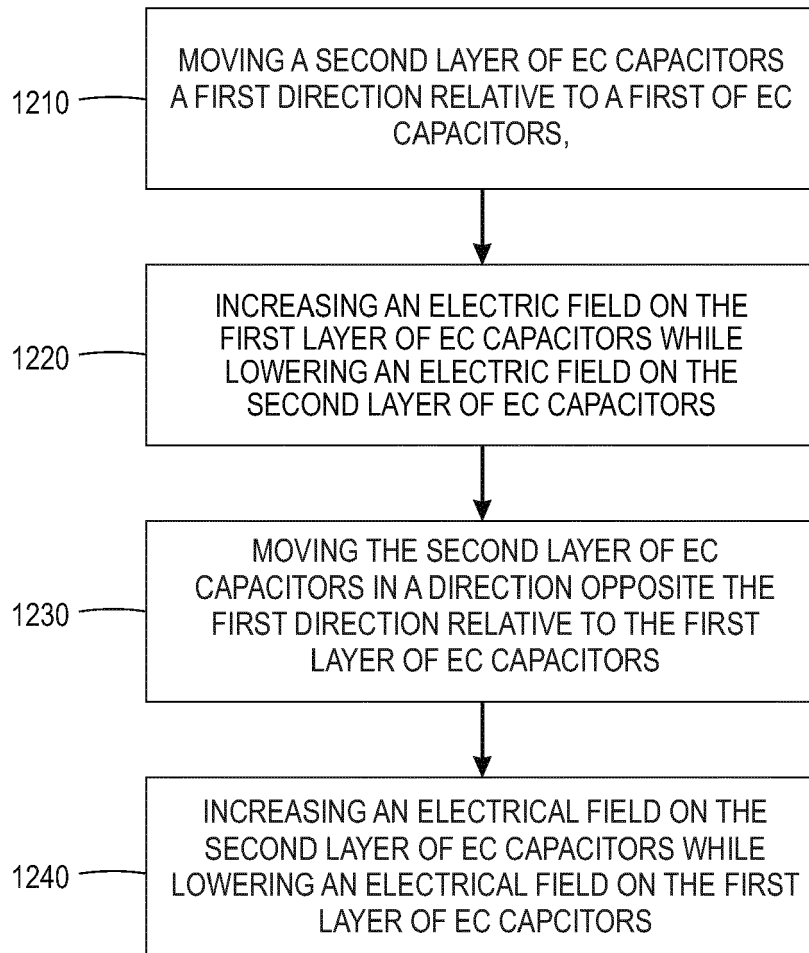 1210
MOVING A SECOND LAYER OF EC CAPACITORS
A FIRST DIRECTION RELATIVE TO A FIRST OF EC
CAPACITORS,
1220
INCREASING AN ELECTRIC FIELD ON THE
FIRST LAYER OF EC CAPACITORS WHILE
LOWERING AN ELECTRIC FIELD ON THE
SECOND LAYER OF EC CAPACITORS
1230
MOVING THE SECOND LAYER OF EC
CAPACITORS IN A DIRECTION OPPOSITE
THE FIRST DIRECTION RELATIVE TO THE FIRST
LAYER OF EC CAPACITORS
1240
INCREASING AN ELECTRICAL FIELD ON THE
SECOND LAYER OF EC CAPACITORS WHILE
LOWERING AN ELECTRICAL FIELD ON THE FIRST
LAYER OF EC CAPCITORS